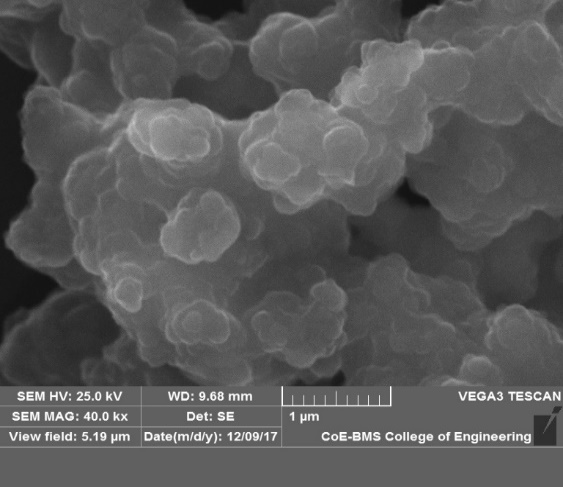 SEM HV: 25.0 kV WD: 9.68 mm VEGA3 TESCAN
SEM MAG: 40.0 kx Det: SE 1 µm
View field: 5.19 µm Date(m/d/y): 12/09/17 CoE-BMS College of Engineering